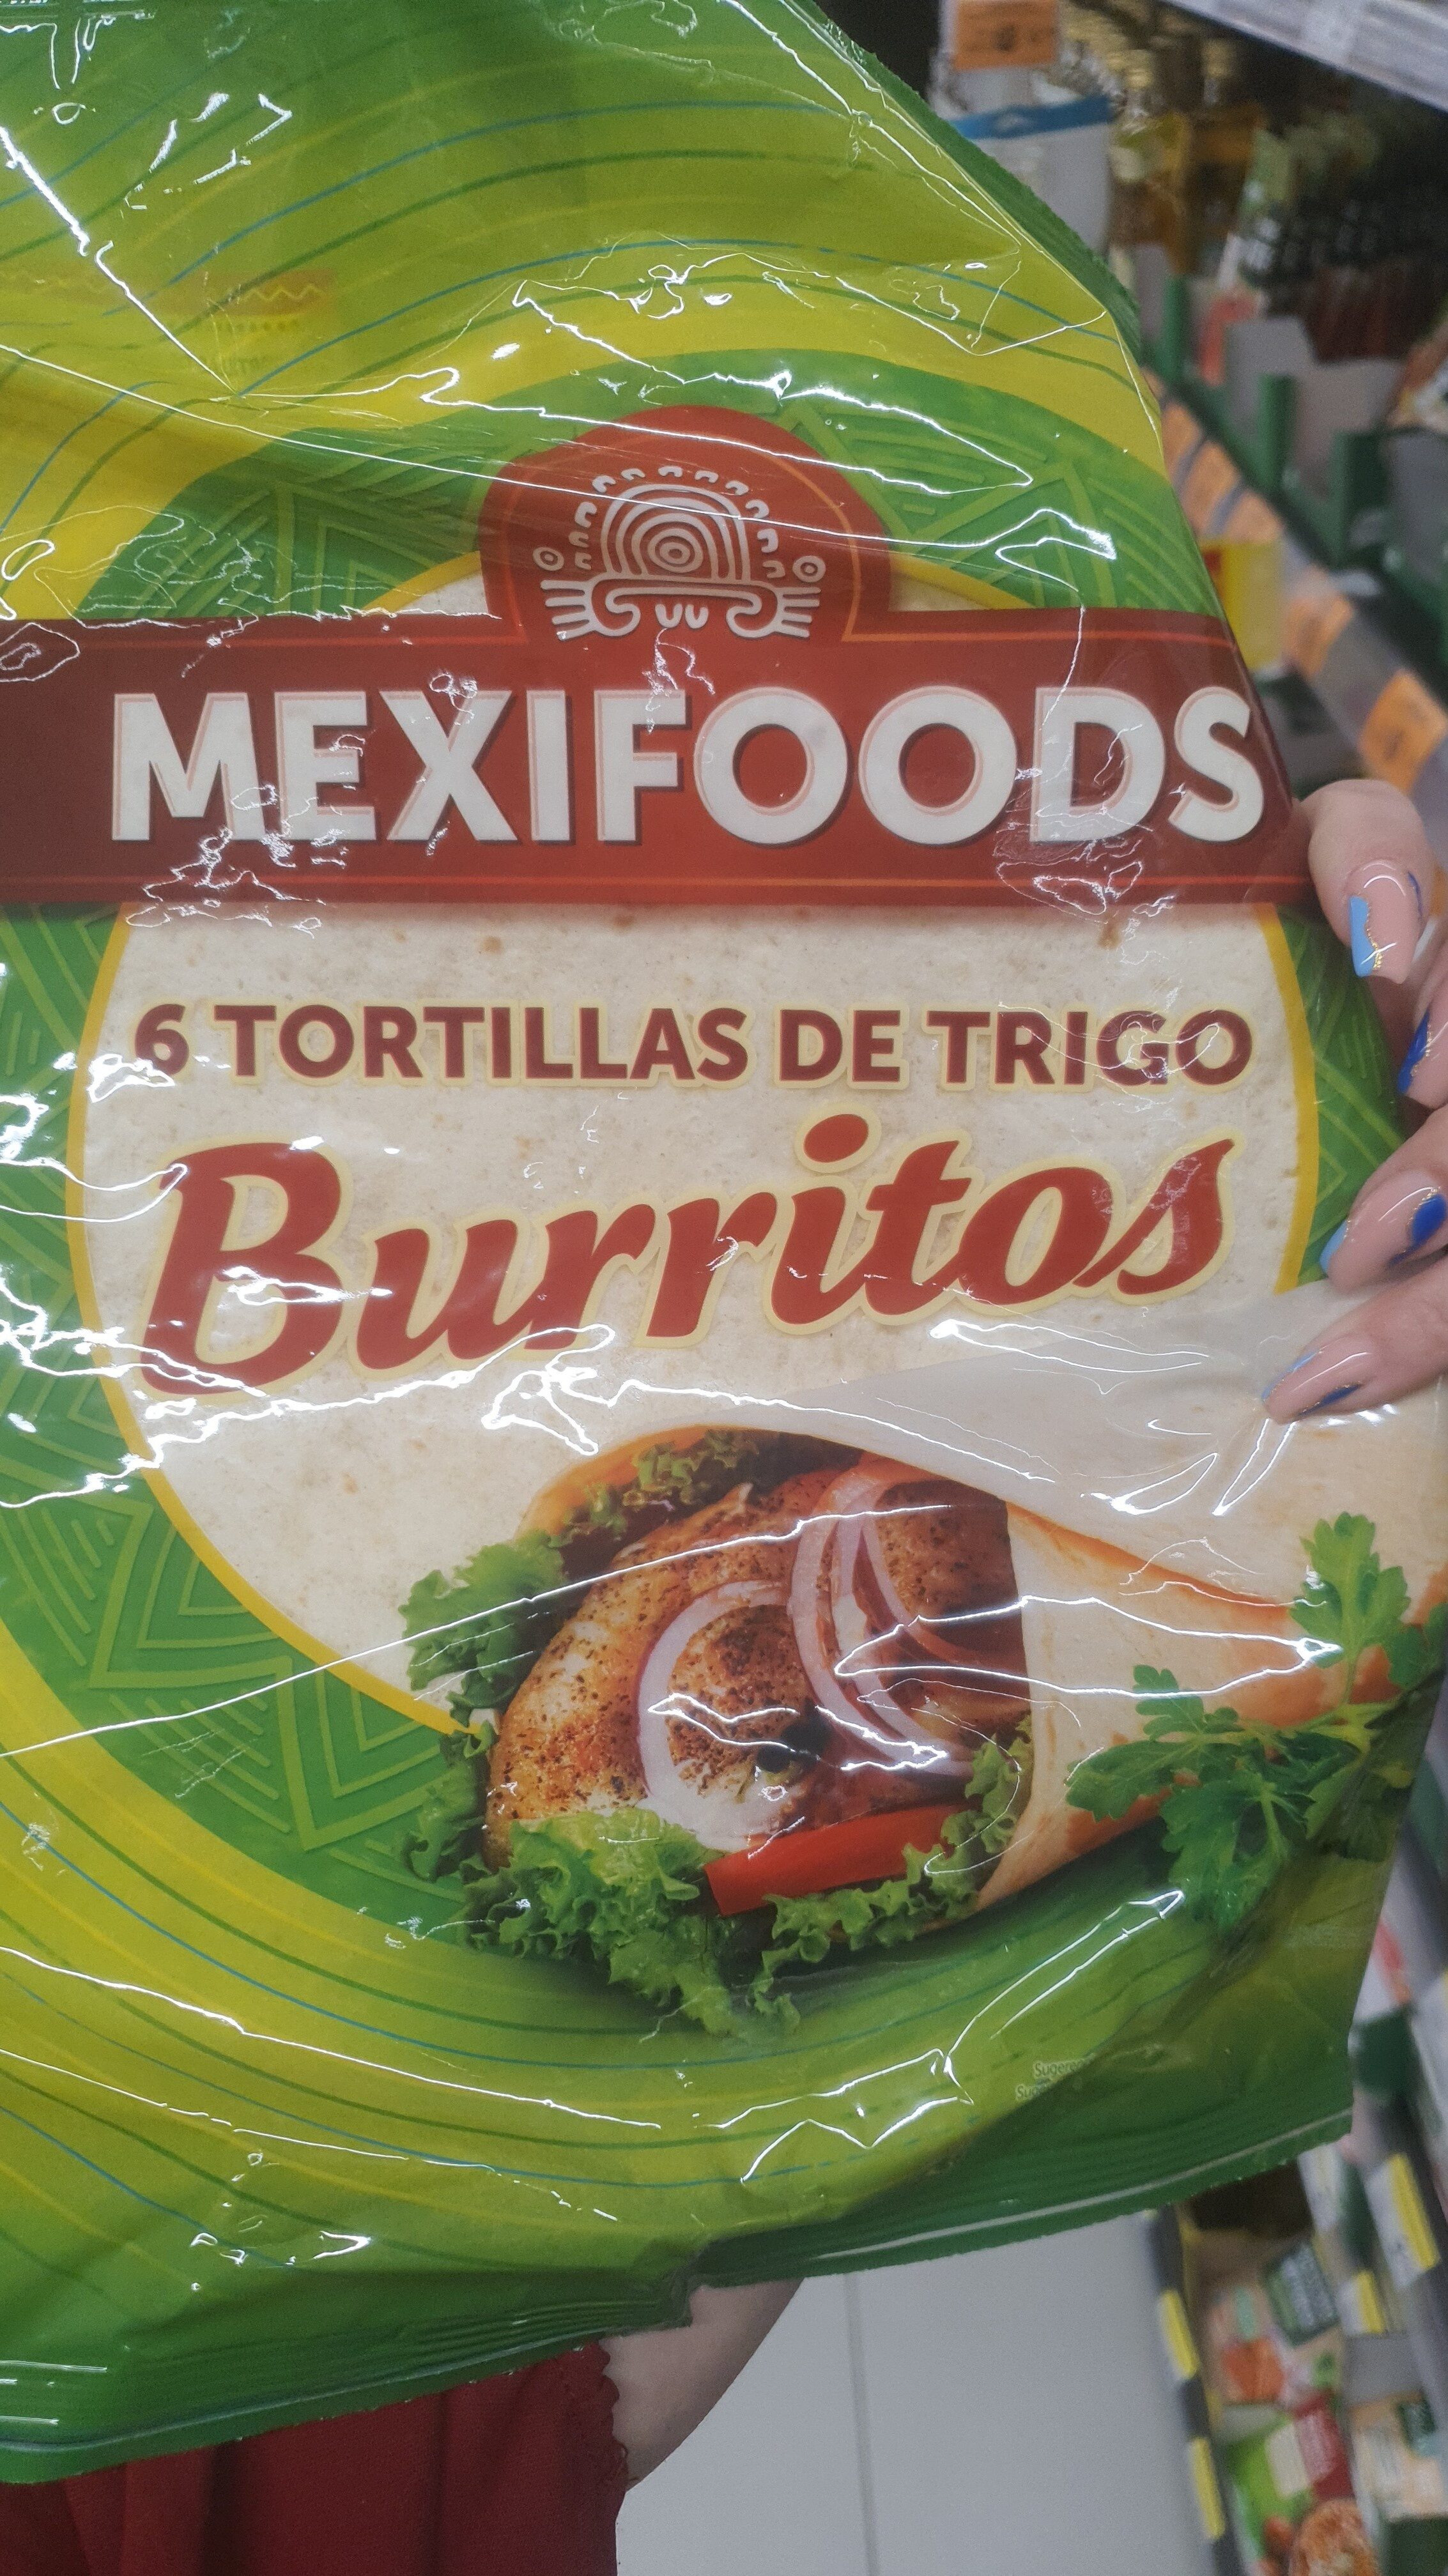 MEXIFOODS
6 TORTILLAS DE TRIGO
Burritos